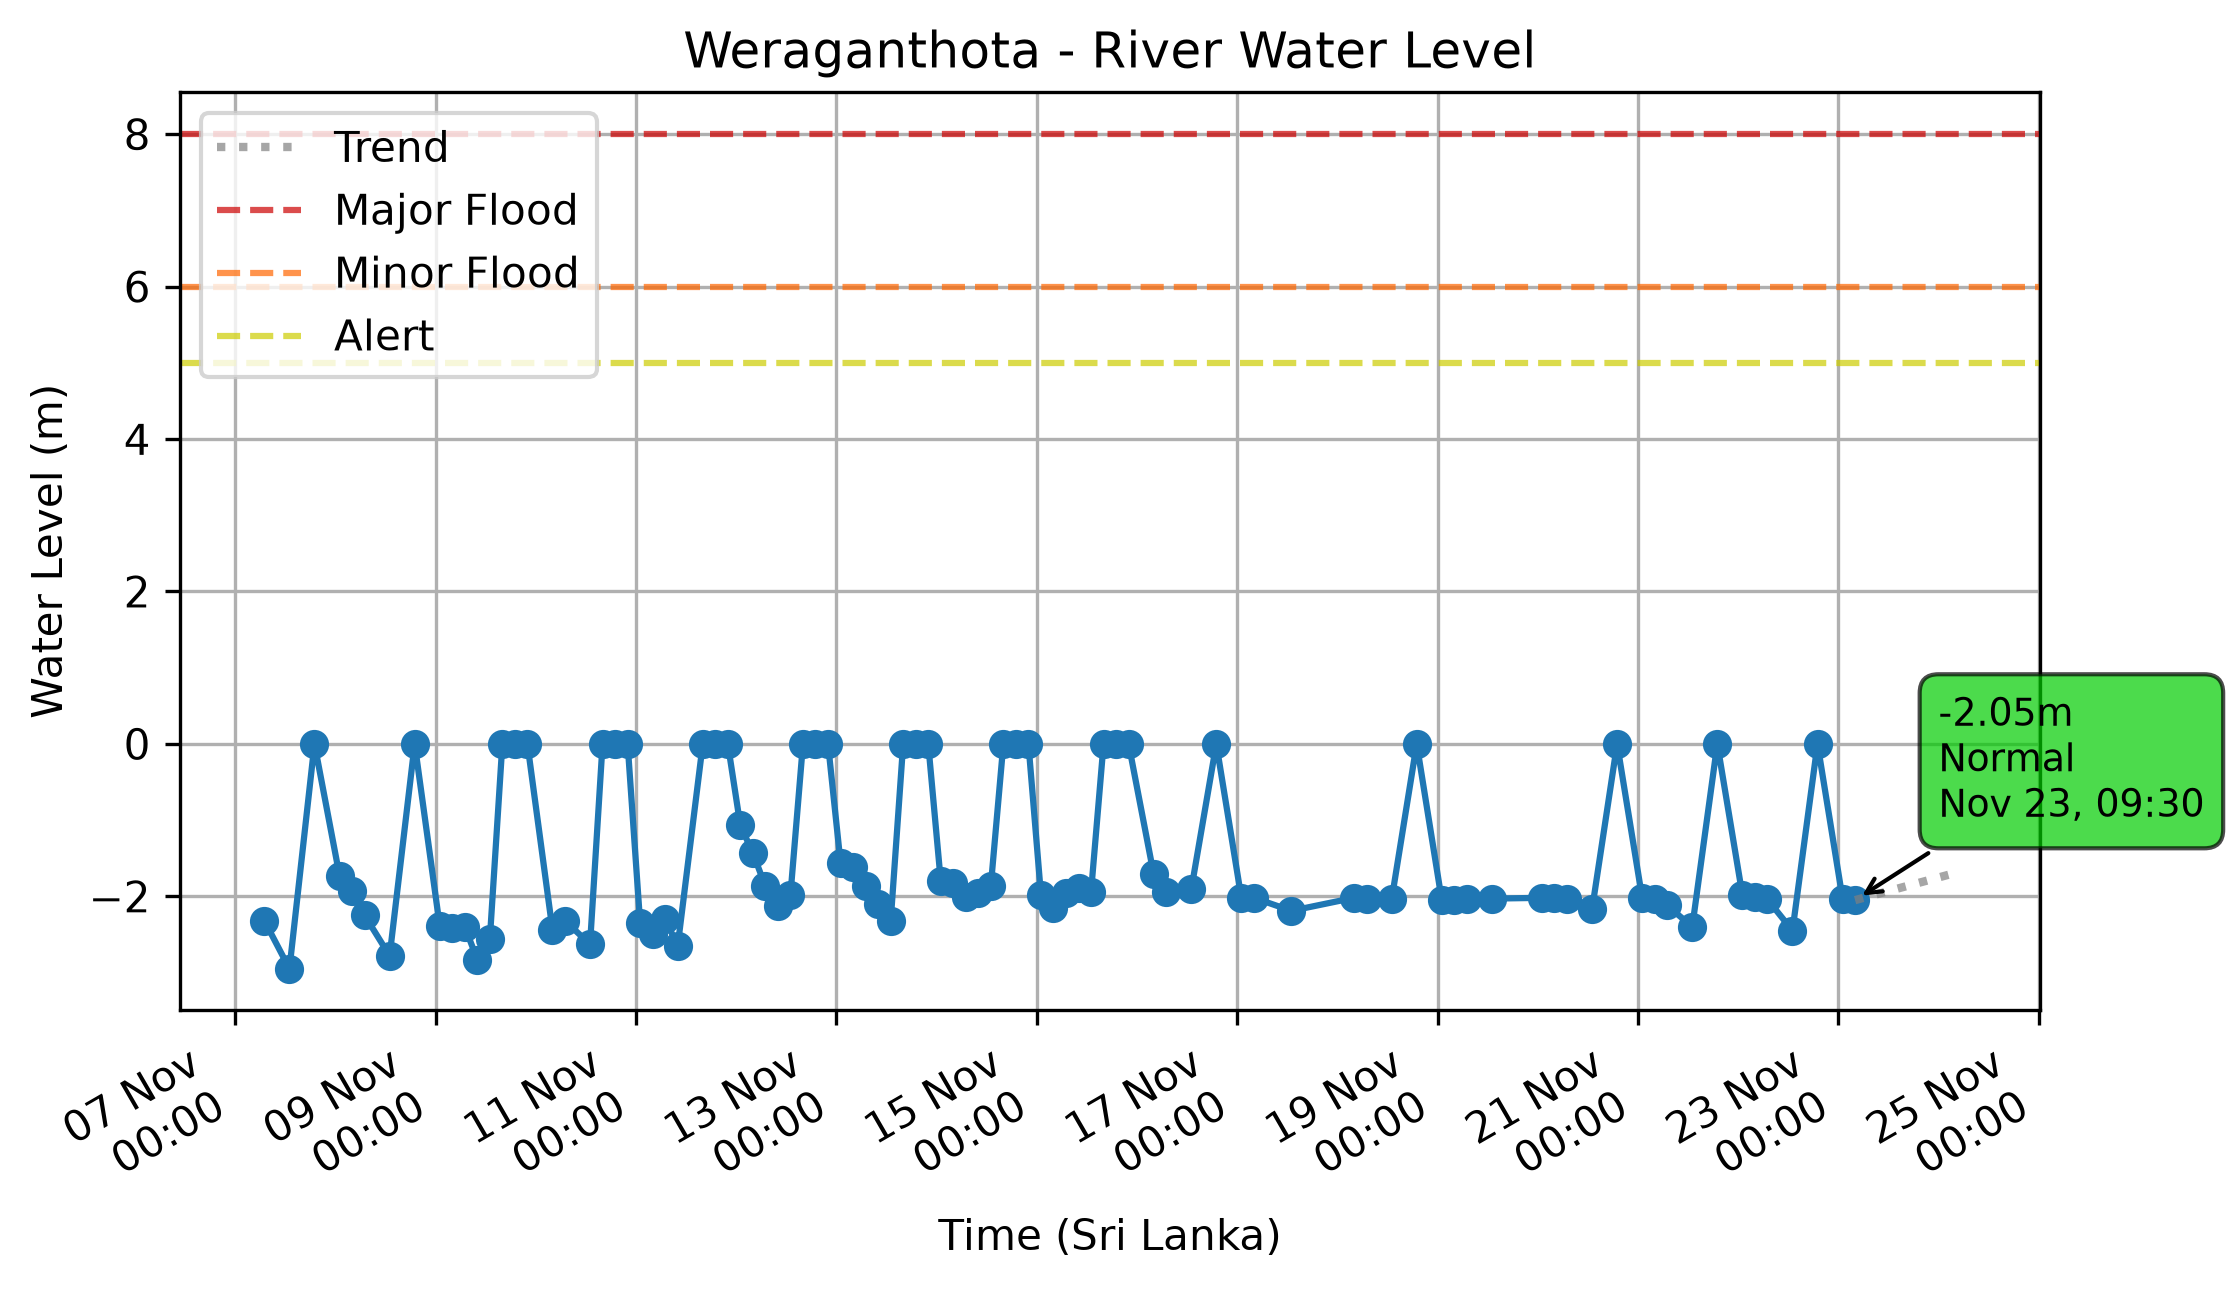 Weraganthota - River Water Level
Trend
Major Flood
Minor Flood
Alert
Water Level (m)
8
6
4
2
0
−2
-2.05m
Normal
Nov 23, 09:30
07 Nov
00:00
09 Nov
00:00
11 Nov
00:00
13 Nov
00:00
15 Nov
00:00
17 Nov
00:00
19 Nov
00:00
21 Nov
00:00
23 Nov
00:00
25 Nov
00:00
Time (Sri Lanka)